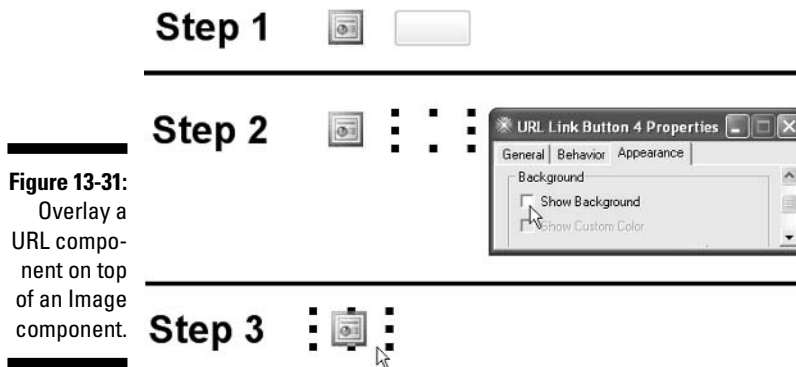 Step 1
Step 2
URL Link Button 4 Properties
General Behavior Appearance
Background
Show Background
Show Custom Color
Figure 13-31:
Overlay a
URL compo-
nent on top
of an Image
component.
Step 3